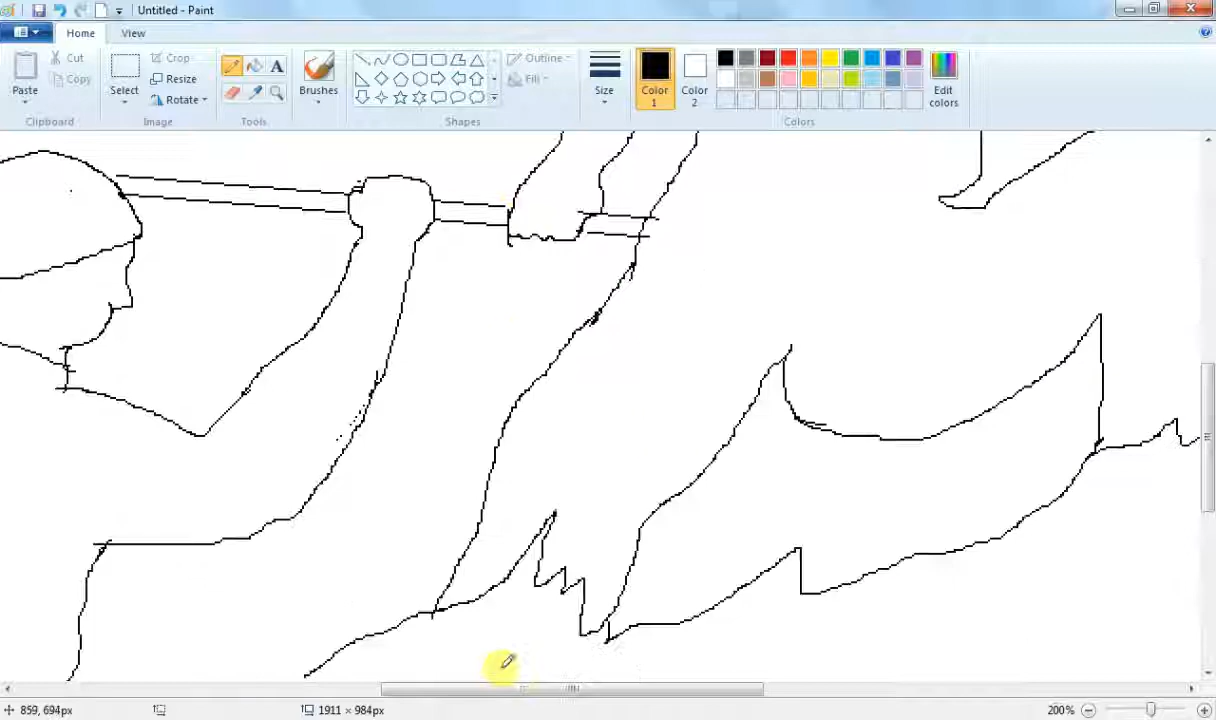 Untitled - Paint
Home View
Paste
Cut
Copy
Clipboard
Select
Crop
Resize
Rotate
Image
A
Tools
Brushes
Outline
Fill
Shapes
Size
Color 1
Color 2
Edit colors
Colors
859, 694px
1911 × 984px
200%